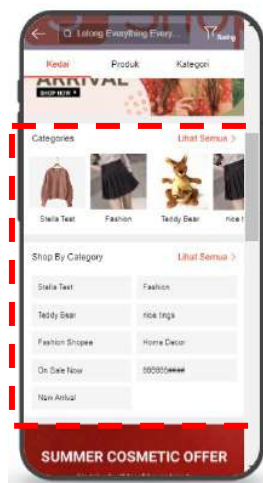 Lelong Everything Every...
Kedai Produk Kategori
ARRIVAL
SHOP NOW
Categories Lihat Semua >
Stella Test Fashion Teddy Bear nice t
Shop By Category Lihat Semua >
Stella Test Fashion
Teddy Bear nice tings
Fashion Shopee Home Decor
On Sale Now
New Arrival
SUMMER COSMETIC OFFER